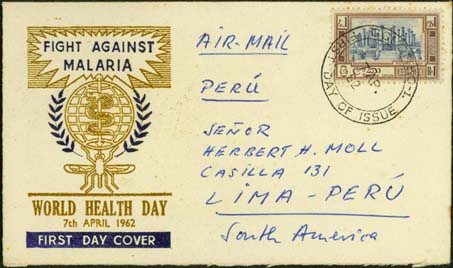 FIGHT AGAINST
MALARIA
WORLD HEALTH DAY
7th APRIL 1962
FIRST DAY COVER
AIR-MAIL
PERÚ
SEÑOR
HERBERT H. MOLL
CASILLA 131
LIMA-PERÚ
South America
DAY OF ISSUE